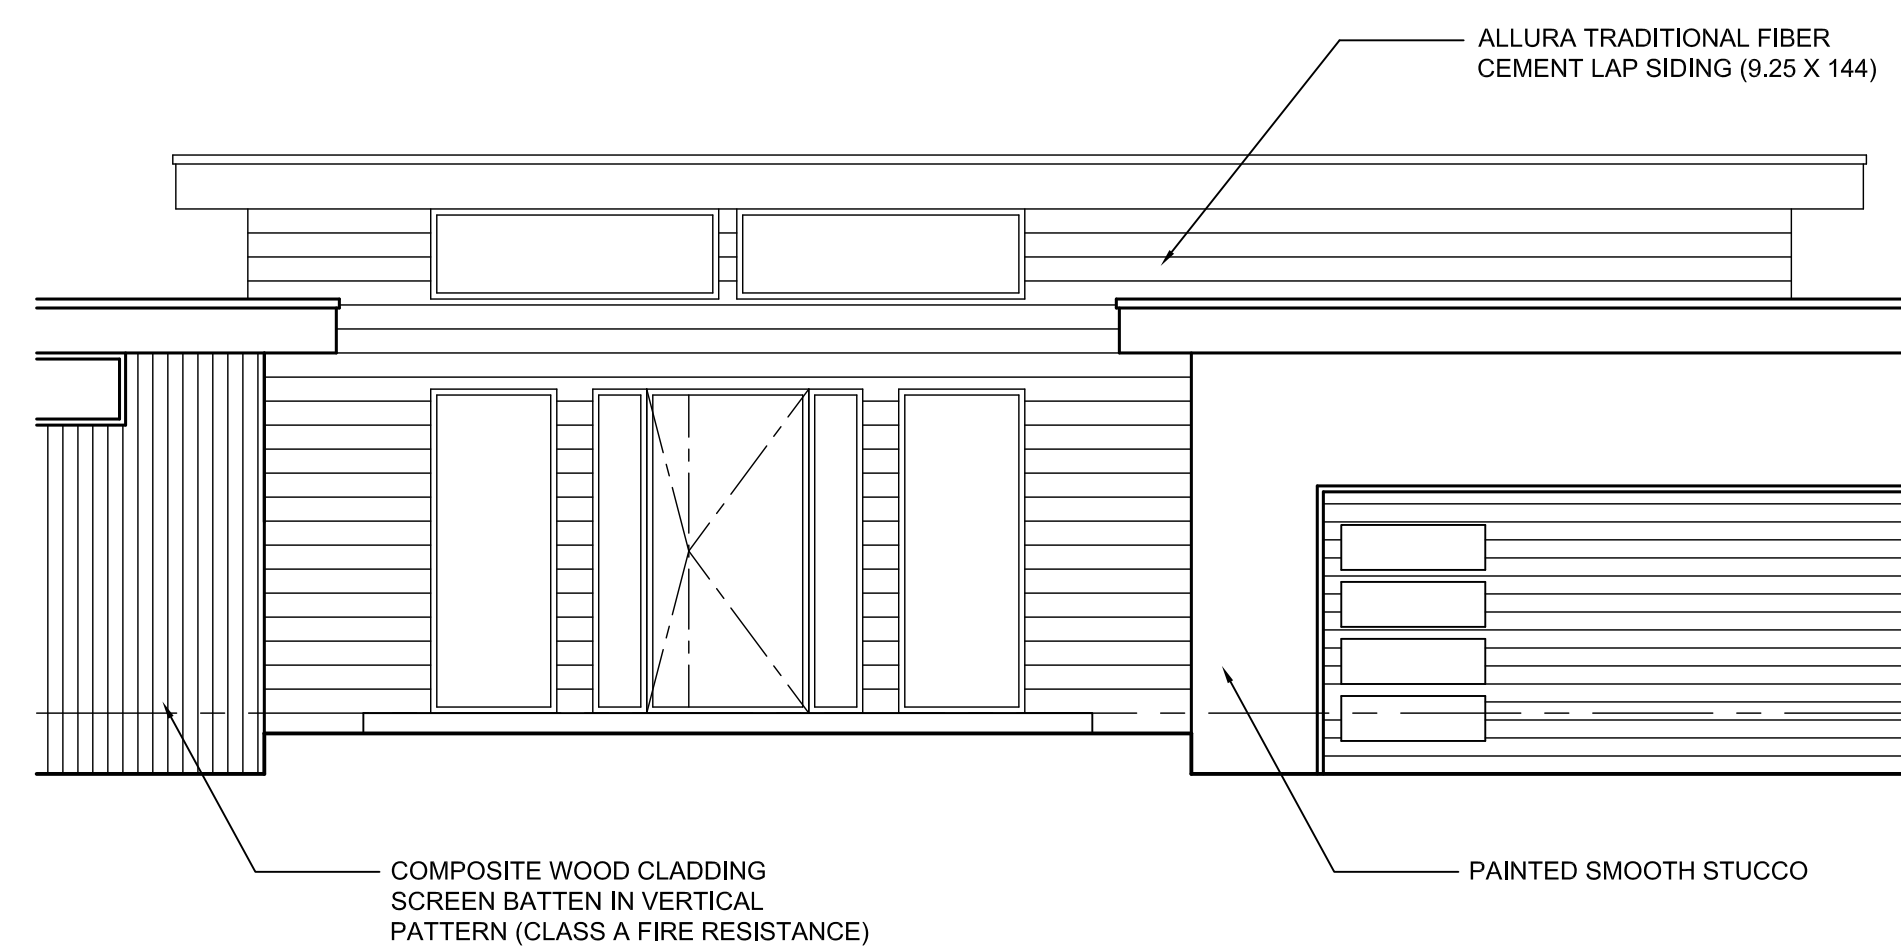 ALLURA TRADITIONAL FIBER
CEMENT LAP SIDING (9.25 X 144)
COMPOSITE WOOD CLADDING
SCREEN BATTEN IN VERTICAL
PATTERN (CLASS A FIRE RESISTANCE)
PAINTED SMOOTH STUCCO